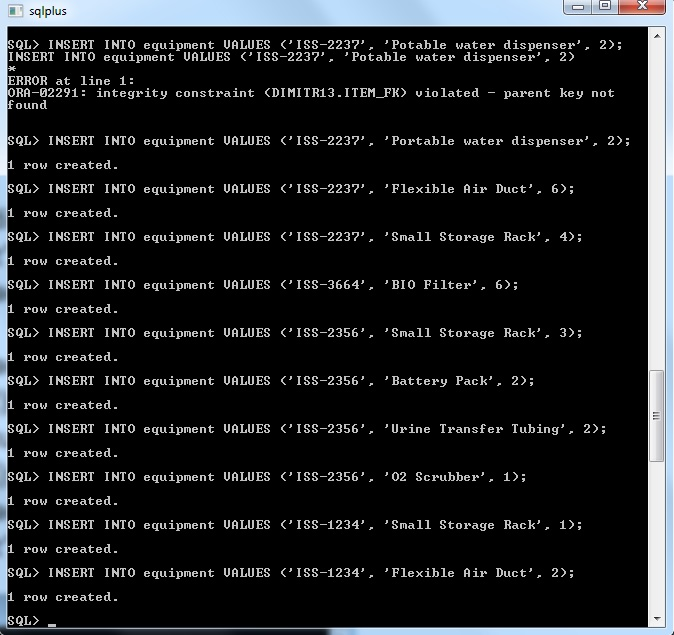 sqlplus
SQL> INSERT INTO equipment VALUES ('ISS-2237', 'Potable water dispenser', 2);
INSERT INTO equipment VALUES ('ISS-2237', 'Potable water dispenser', 2)
*
ERROR at line 1:
ORA-02291: integrity constraint (DIMITR13.ITEM_FK) violated - parent key not
found
SQL> INSERT INTO equipment VALUES ('ISS-2237', 'Portable water dispenser', 2);
1 row created.
SQL> INSERT INTO equipment VALUES ('ISS-2237', 'Flexible Air Duct', 6);
1 row created.
SQL> INSERT INTO equipment VALUES ('ISS-2237', 'Small Storage Rack', 4);
1 row created.
SQL> INSERT INTO equipment VALUES ('ISS-3664', 'BIO Filter', 6);
1 row created.
SQL> INSERT INTO equipment VALUES ('ISS-2356', 'Small Storage Rack', 3);
1 row created.
SQL> INSERT INTO equipment VALUES ('ISS-2356', 'Battery Pack', 2);
1 row created.
SQL> INSERT INTO equipment VALUES ('ISS-2356', 'Urine Transfer Tubing', 2);
1 row created.
SQL> INSERT INTO equipment VALUES ('ISS-2356', 'O2 Scrubber', 1);
1 row created.
SQL> INSERT INTO equipment VALUES ('ISS-1234', 'Small Storage Rack', 1);
1 row created.
SQL> INSERT INTO equipment VALUES ('ISS-1234', 'Flexible Air Duct', 2);
1 row created.
SQL> _